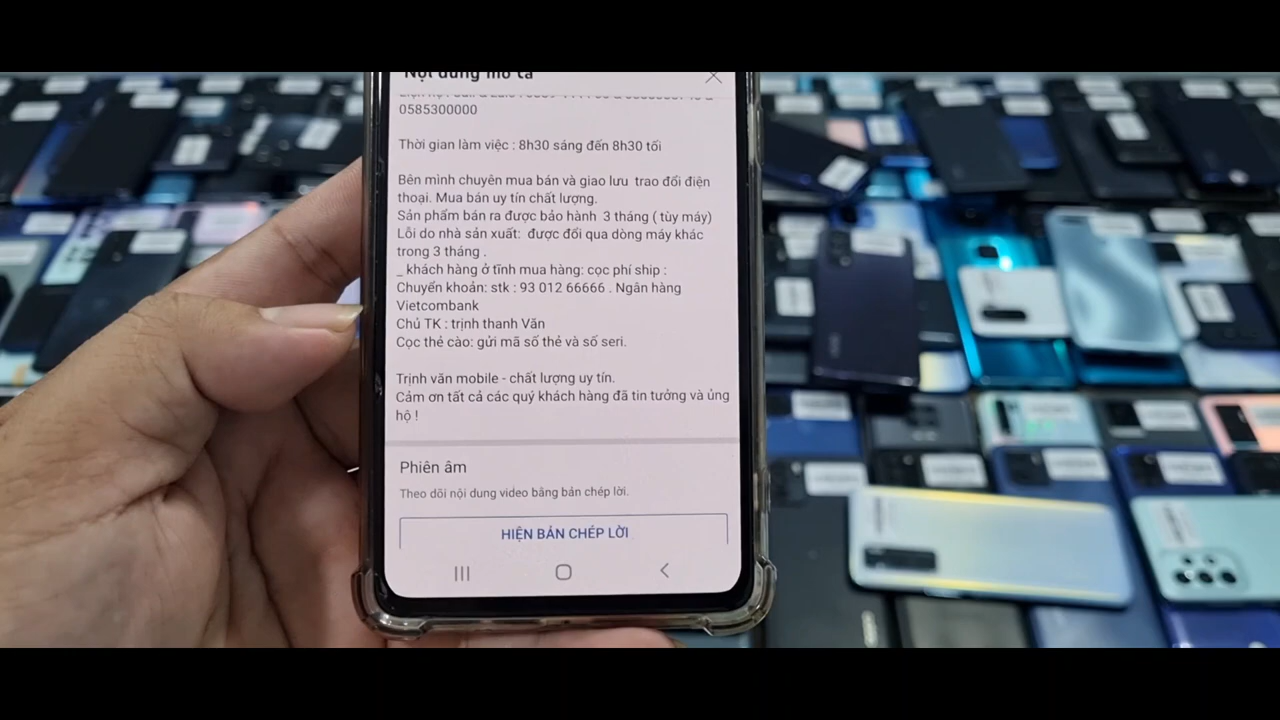 Nội dung mô tả
0585300000
Thời gian làm việc : 8h30 sáng đến 8h30 tối
Bên mình chuyên mua bán và giao lưu trao đổi điện
thoại. Mua bán uy tín chất lượng.
Sản phẩm bán ra được bảo hành 3 tháng ( tùy máy)
Lỗi do nhà sản xuất: được đổi qua dòng máy khác
trong 3 tháng .
_ khách hàng ở tĩnh mua hàng: cọc phí ship :
Chuyển khoản: stk : 93 012 66666 . Ngân hàng
Vietcombank
Chủ TK : trịnh thanh Văn
Cọc thẻ cào: gửi mã số thẻ và số seri.
Trịnh văn mobile - chất lượng uy tín.
Cảm ơn tất cả các quý khách hàng đã tin tưởng và ủng
hộ !
Phiên âm
Theo dõi nội dung video bằng bản chép lời.
HIỆN BẢN CHÉP LỜI